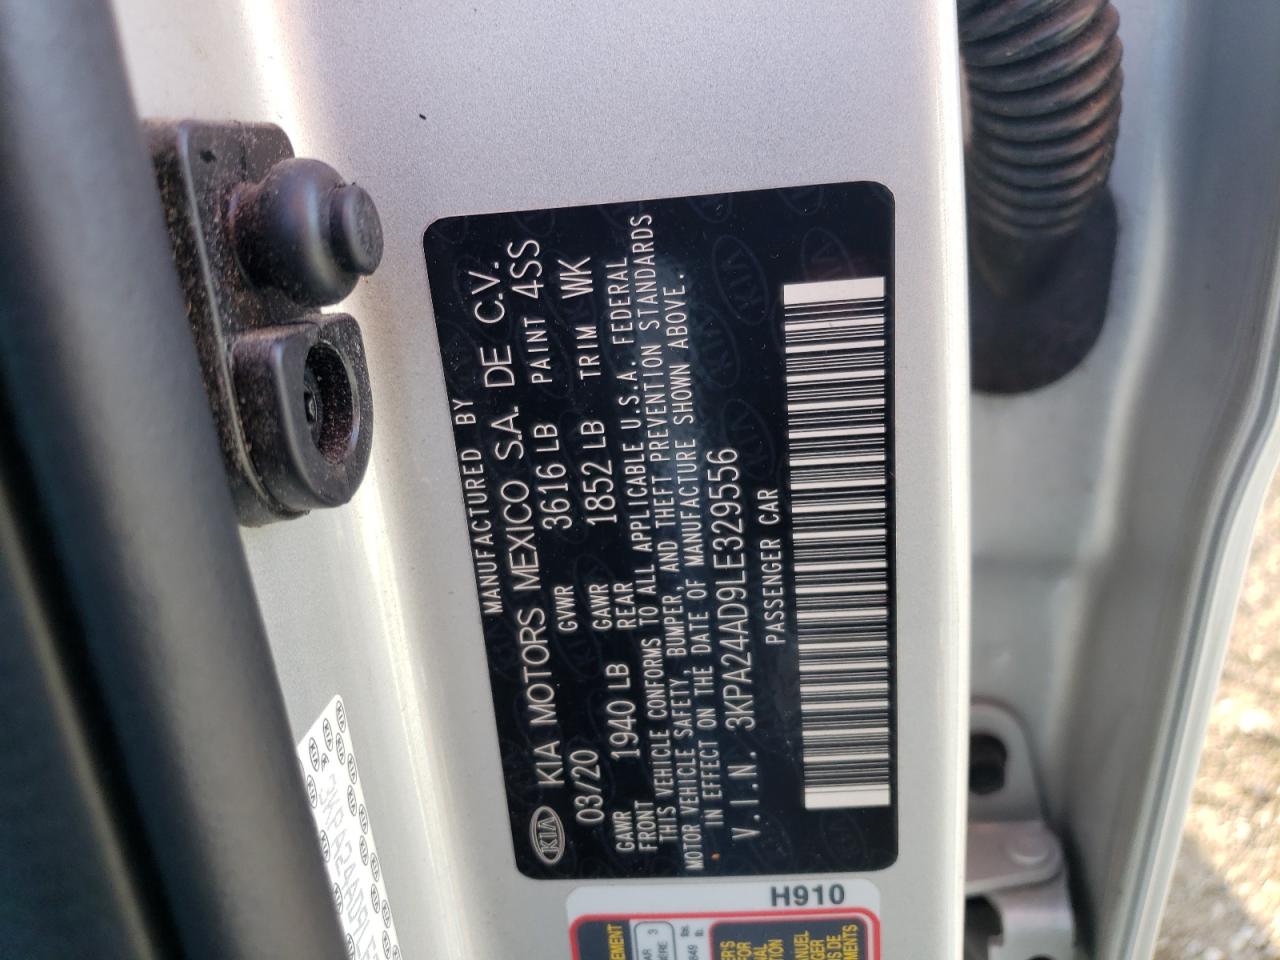 MANUFACTURED BY
KIA KIA MOTORS MEXICO S.A. DE C.V.
03/20 GVWR 3616 LB PAINT 4SS
GAWR FRONT 1940 LB GAWR REAR 1852 LB TRIM WK
THIS VEHICLE CONFORMS TO ALL APPLICABLE U.S.A. FEDERAL
MOTOR VEHICLE SAFETY, BUMPER, AND THEFT PREVENTION STANDARDS
IN EFFECT ON THE DATE OF MANUFACTURE SHOWN ABOVE.
V.I.N. 3KPA24AD9LE329556
PASSENGER CAR
H910